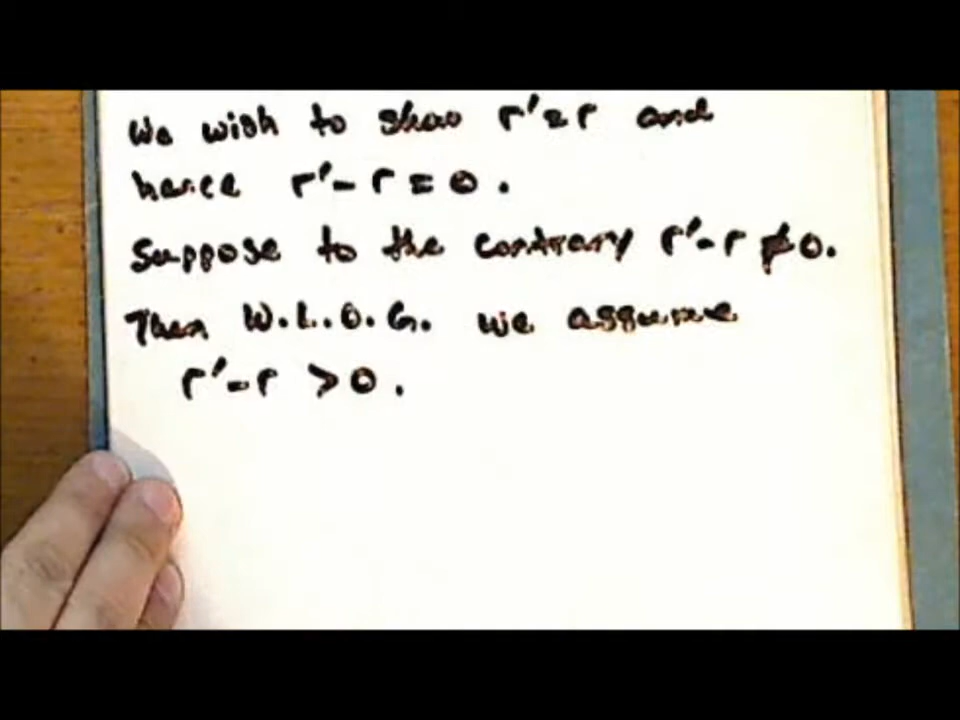 We wish to show r'=r and
hence r'-r=0.
Suppose to the contrary r'-r≠0.
Then W.L.O.G. we assume
r'-r >0.